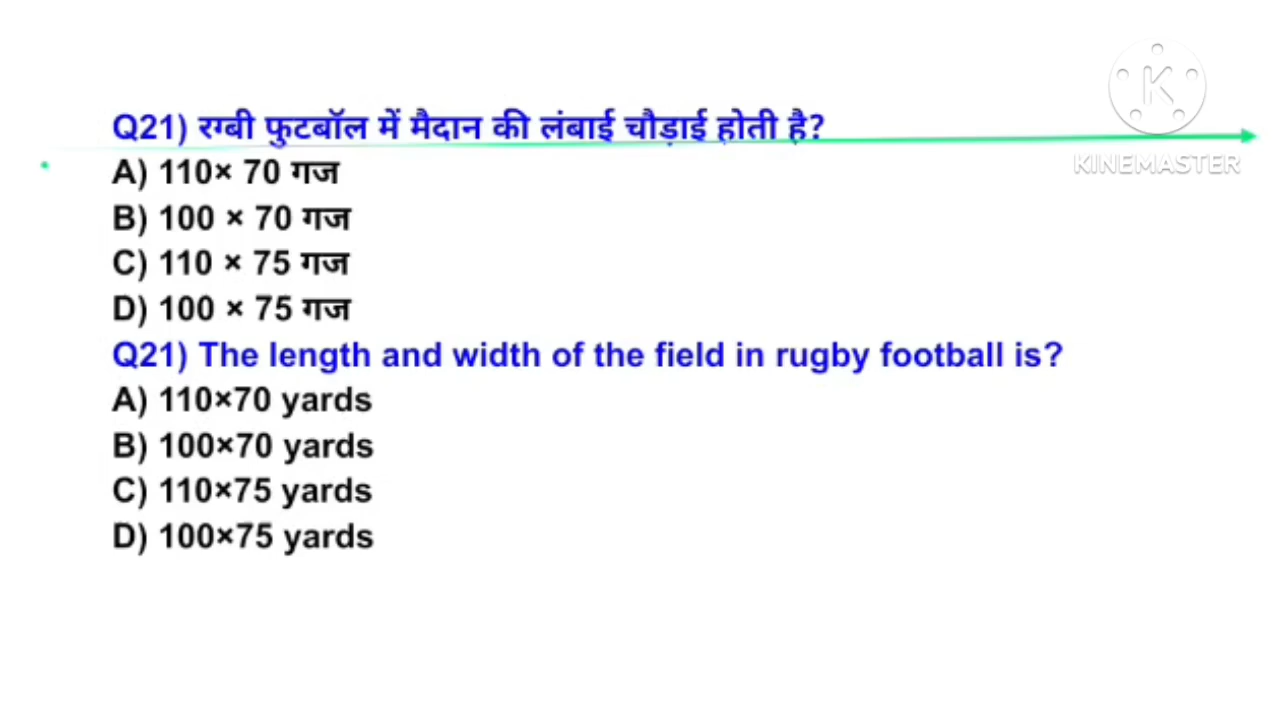 Q21) रग्बी फुटबॉल में मैदान की लंबाई चौड़ाई होती है?
A) 110× 70 गज
B) 100 × 70 गज
C) 110 × 75 गज
D) 100 × 75 गज
Q21) The length and width of the field in rugby football is?
A) 110×70 yards
B) 100×70 yards
C) 110×75 yards
D) 100×75 yards
K
KINEMASTER